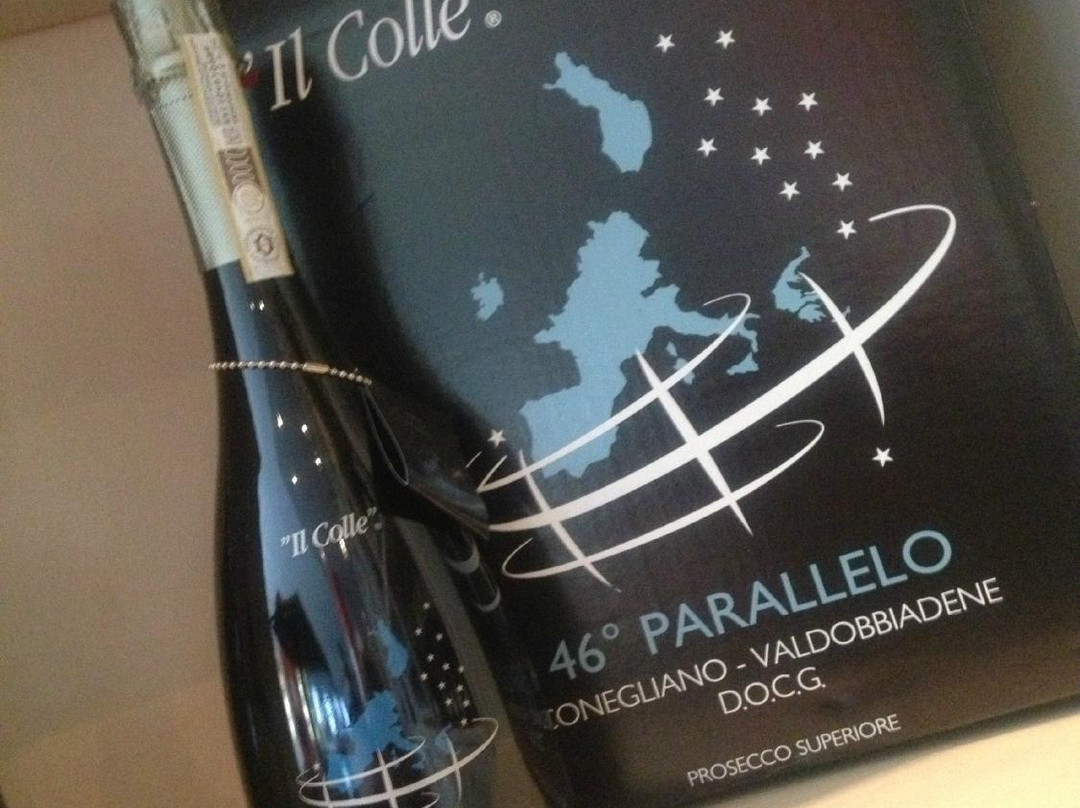 "Il Colle"®
"Il Colle"
46° PARALLELO
CONEGLIANO - VALDOBBIADENE
D.O.C.G.
PROSECCO SUPERIORE